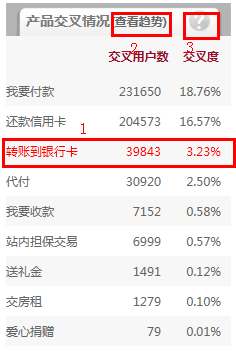 产品交叉情况(查看趋势) ?
2 3
交叉用户数 交叉度
我要付款 231650 18.76%
还款信用卡 204573 16.57%
1
转账到银行卡 39843 3.23%
代付 30920 2.50%
我要收款 7152 0.58%
站内担保交易 6999 0.57%
送礼金 1491 0.12%
交房租 1279 0.10%
爱心捐赠 79 0.01%